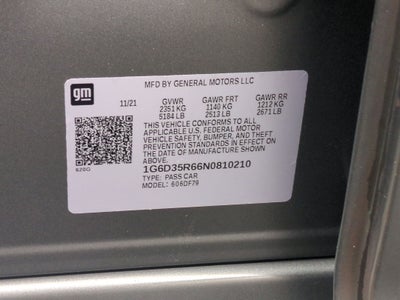 gm
MFD BY GENERAL MOTORS LLC
11/21 GVWR GAWR FRT GAWR RR
2351 KG 1140 KG 1212 KG
5184 LB 2513 LB 2671 LB
THIS VEHICLE CONFORMS TO ALL
APPLICABLE U.S. FEDERAL MOTOR
VEHICLE SAFETY, BUMPER, AND THEFT
PREVENTION STANDARDS IN EFFECT ON
THE DATE OF MANUFACTURE SHOWN
ABOVE.
1G6D35R66N0810210
TYPE: PASS CAR
MODEL: 606DF79